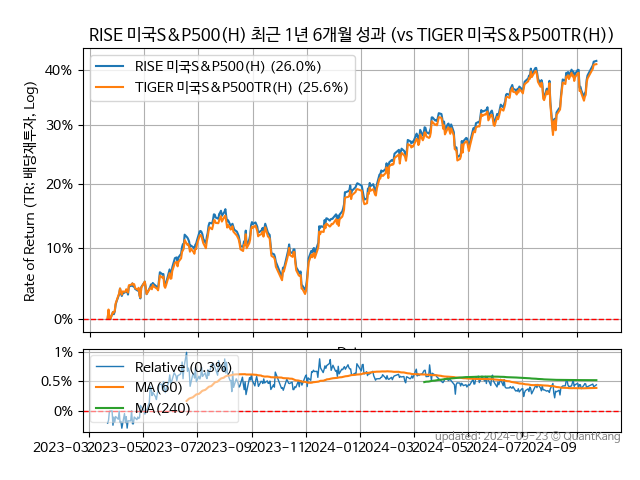 RISE 미국S&P500(H) 최근 1년 6개월 성과 (vs TIGER 미국S&P500TR(H))
RISE 미국S&P500(H) (26.0%)
TIGER 미국S&P500TR(H) (25.6%)
Rate of Return (TR: 배당재투자, Log)
40%
30%
20%
10%
0%
Relative (0.3%)
MA(60)
MA(240)
1%
0.5%
0%
2023-03 2023-05 2023-07 2023-09 2023-11 2024-01 2024-03 2024-05 2024-07 2024-09
updated: 2024-09-23 © QuantKang